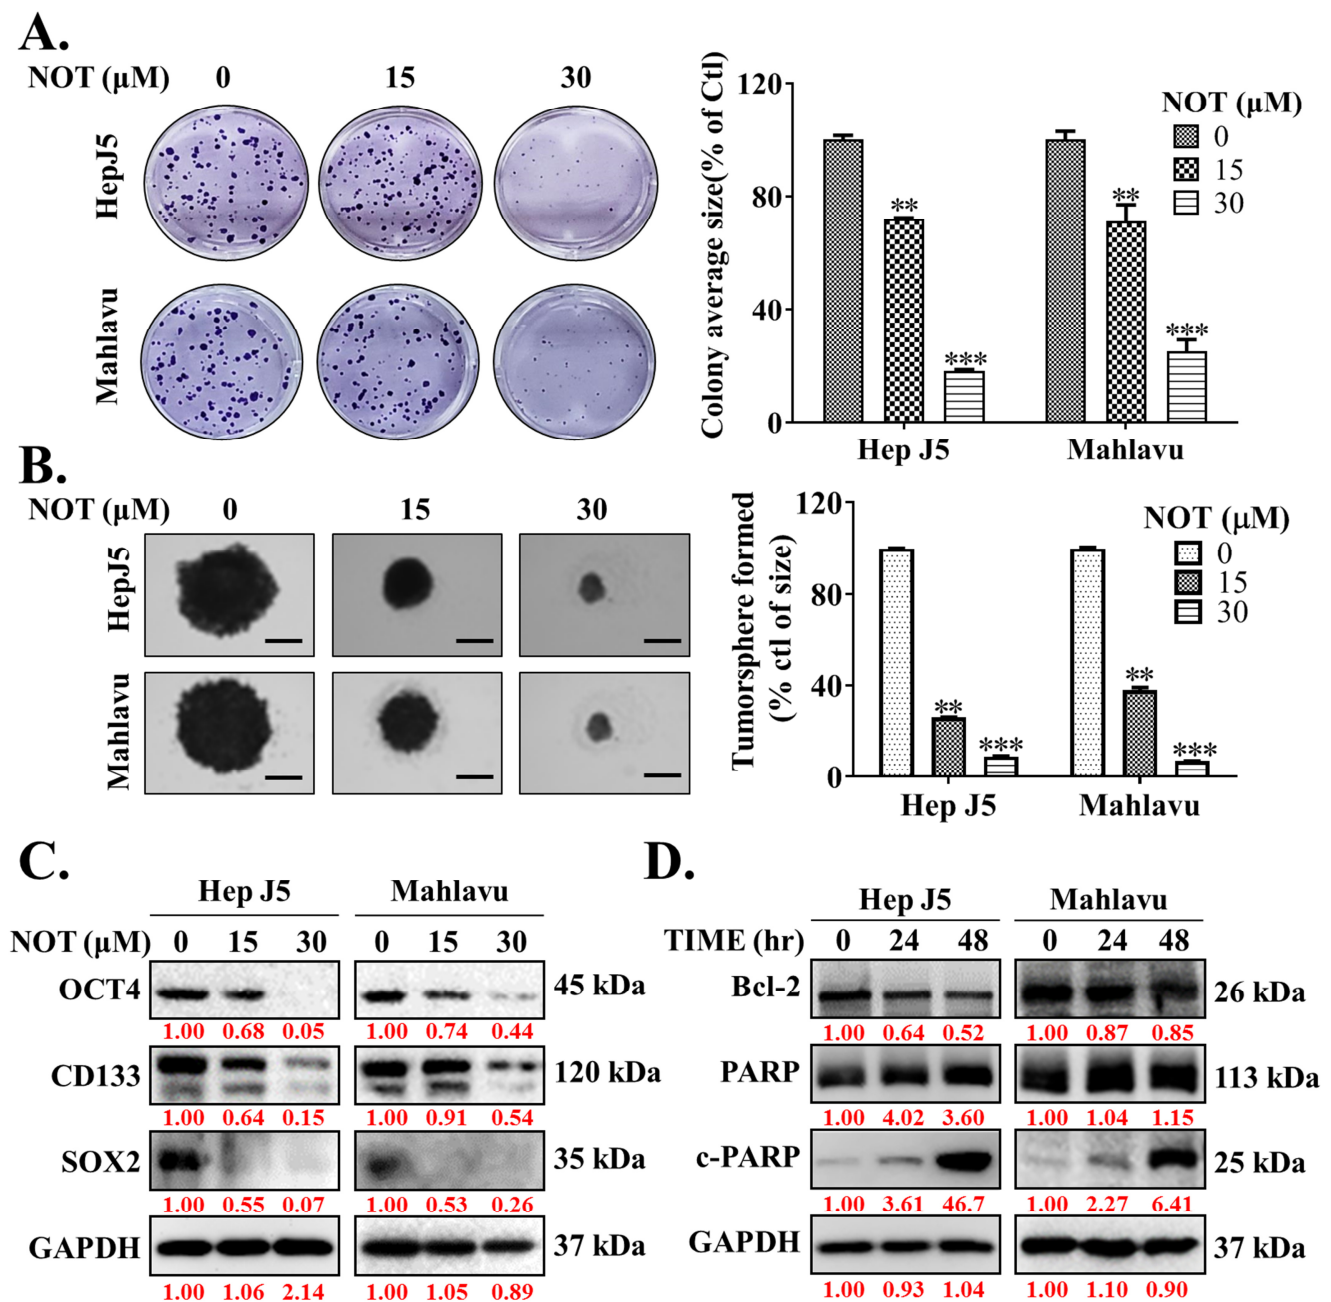 A.
NOT (μM) 0 15 30
HepJ5
Mahlavu
Colony average size(% of Ctl)
120
80
40
0
** *** ** ***
Hep J5 Mahlavu
NOT (μM)
0
15
30
B.
NOT (μM) 0 15 30
HepJ5
Mahlavu
Tumorsphere formed
(% ctl of size)
120
80
40
0
** *** ** ***
Hep J5 Mahlavu
NOT (μM)
0
15
30
C.
Hep J5 Mahlavu
NOT (μM) 0 15 30 0 15 30
OCT4 45 kDa
1.00 0.68 0.05 1.00 0.74 0.44
CD133 120 kDa
1.00 0.64 0.15 1.00 0.91 0.54
SOX2 35 kDa
1.00 0.55 0.07 1.00 0.53 0.26
GAPDH 37 kDa
1.00 1.06 2.14 1.00 1.05 0.89
D.
Hep J5 Mahlavu
TIME (hr) 0 24 48 0 24 48
Bcl-2 26 kDa
1.00 0.64 0.52 1.00 0.87 0.85
PARP 113 kDa
1.00 4.02 3.60 1.00 1.04 1.15
c-PARP 25 kDa
1.00 3.61 46.7 1.00 2.27 6.41
GAPDH 37 kDa
1.00 0.93 1.04 1.00 1.10 0.90